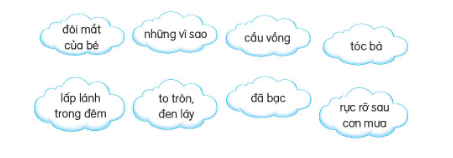 đôi mắt
của bé
những vì sao
cầu vồng
tóc bà
lấp lánh
trong đêm
to tròn,
đen láy
đã bạc
rực rỡ sau
cơn mưa